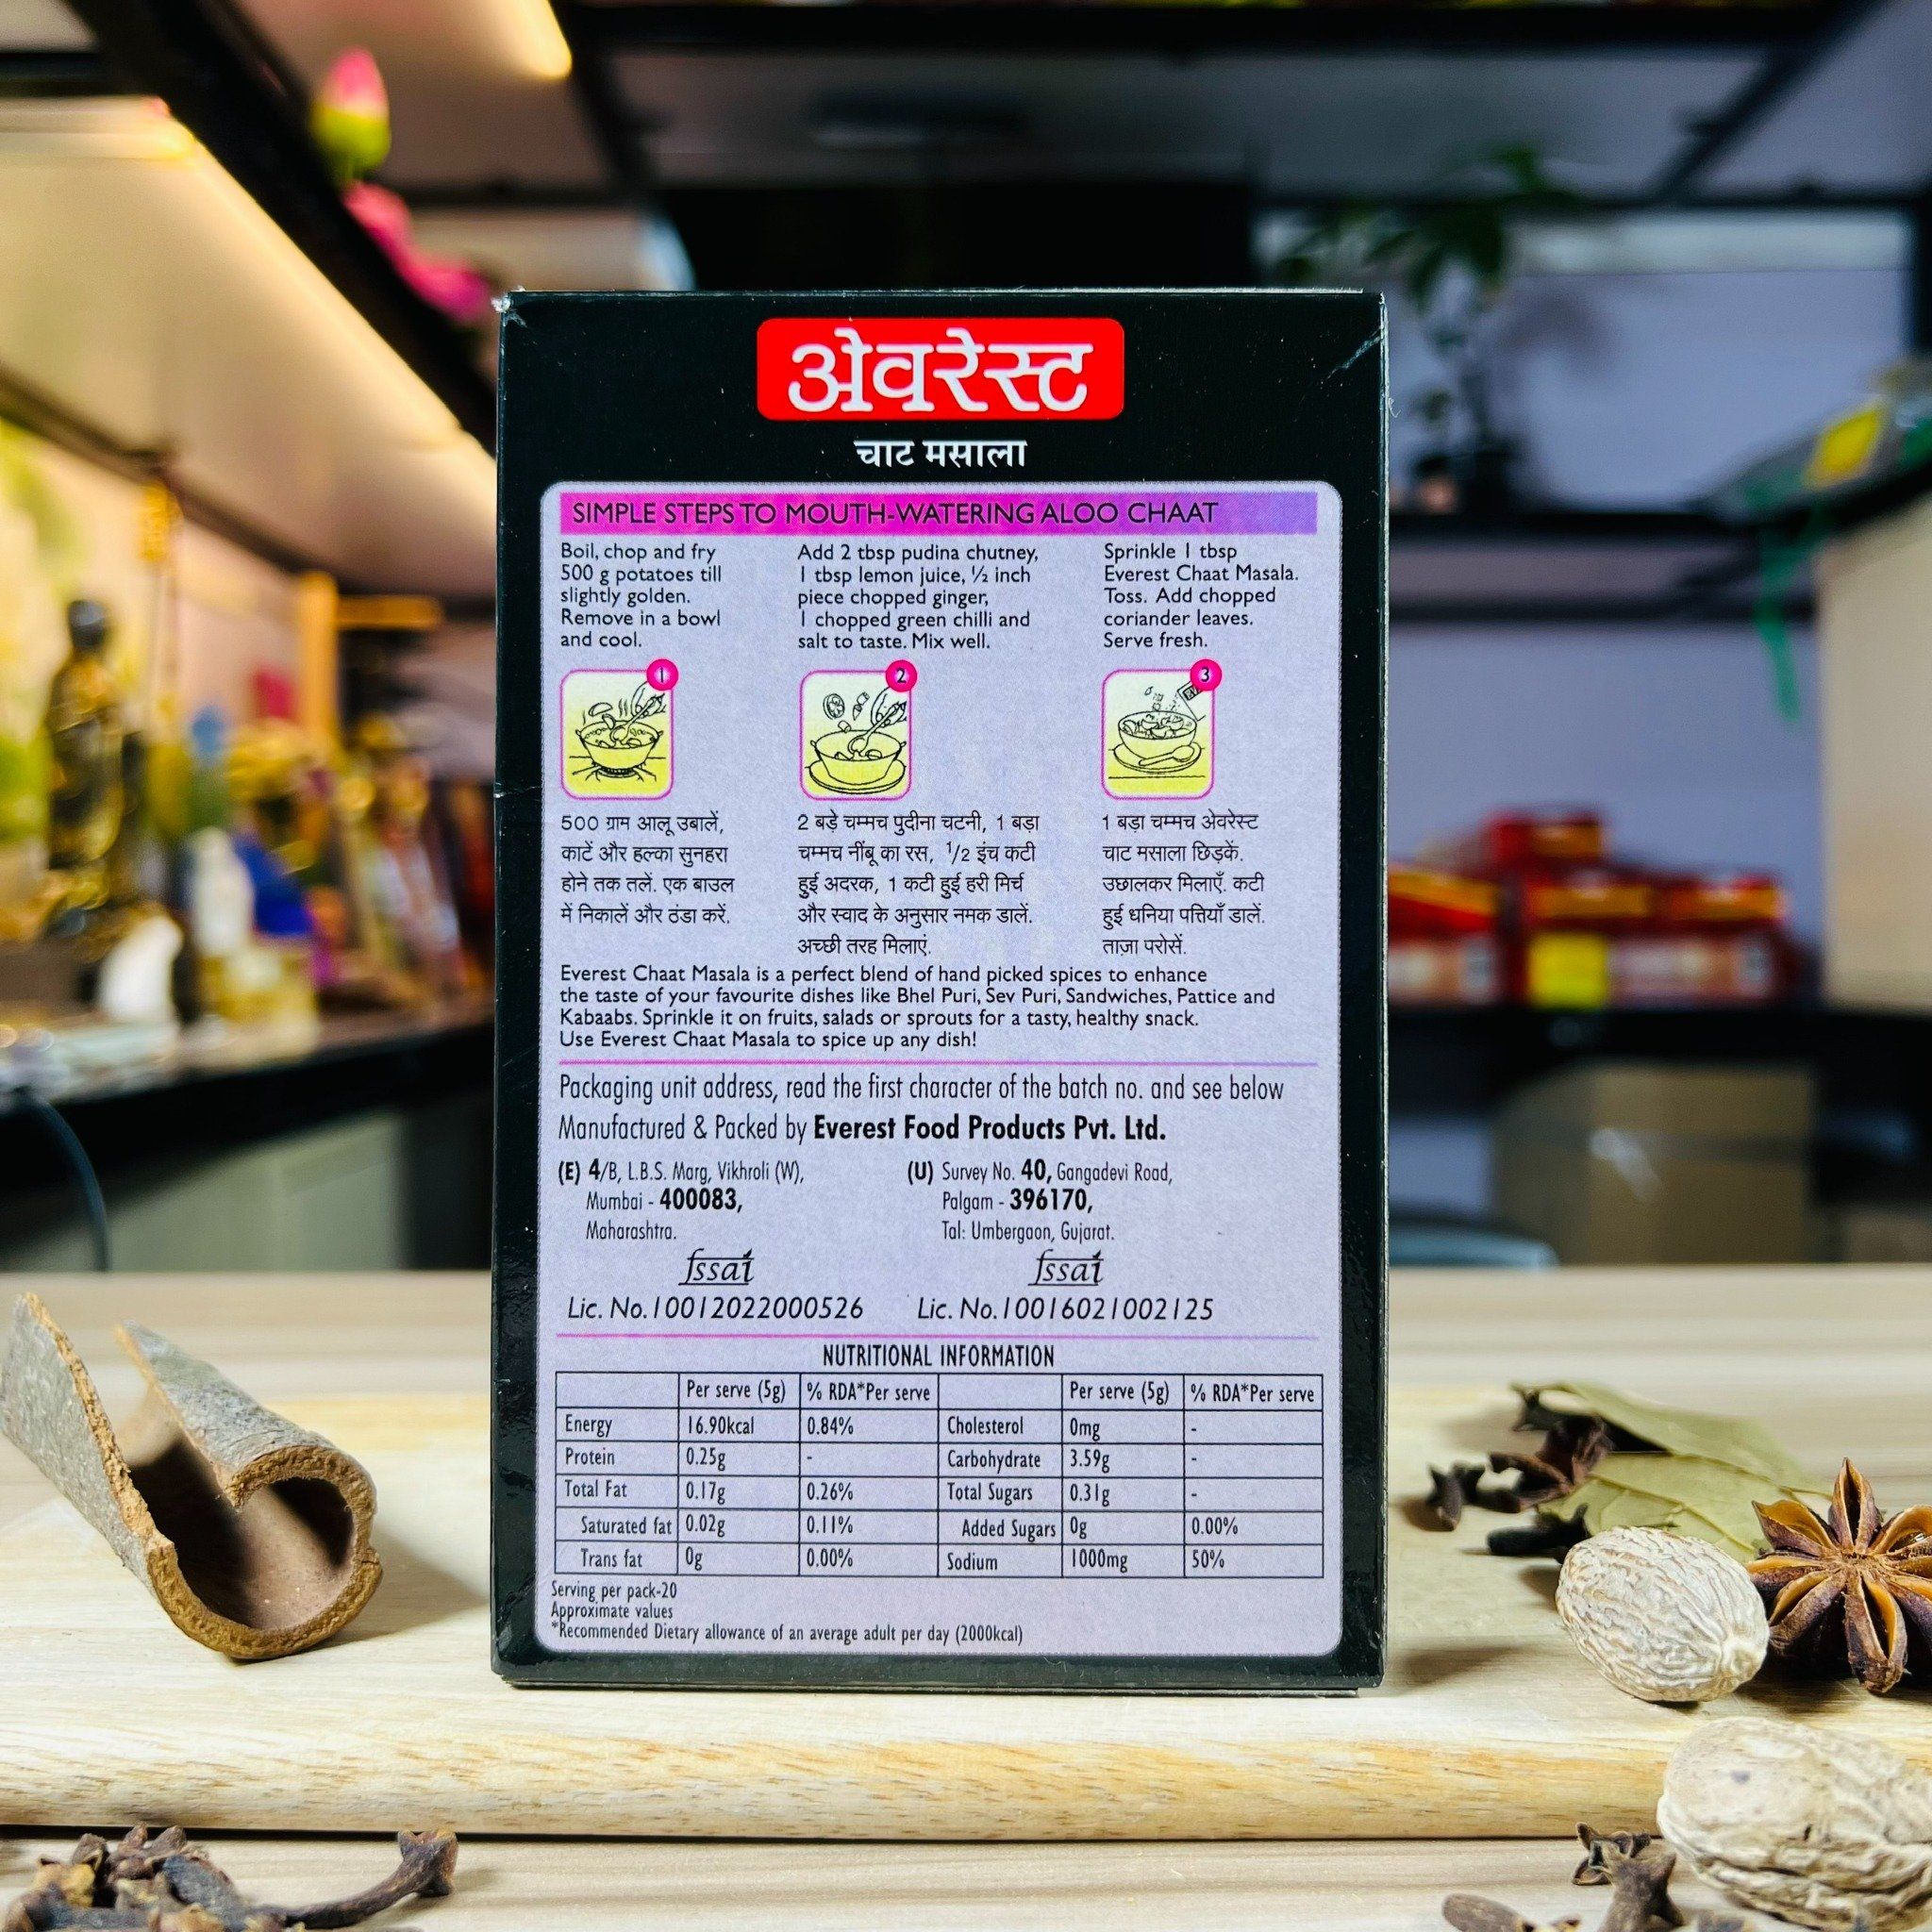 अेवरेस्ट
चाट मसाला
SIMPLE STEPS TO MOUTH-WATERING ALOO CHAAT
Boil, chop and fry
500 g potatoes till
slightly golden.
Remove in a bowl
and cool.
Add 2 tbsp pudina chutney,
1 tbsp lemon juice, ½ inch
piece chopped ginger,
1 chopped green chilli and
salt to taste. Mix well.
Sprinkle 1 tbsp
Everest Chaat Masala.
Toss. Add chopped
coriander leaves.
Serve fresh.
1
2
3
500 ग्राम आलू उबालें,
काटें और हल्का सुनहरा
होने तक तलें. एक बाउल
में निकालें और ठंडा करें.
2 बड़े चम्मच पुदीना चटनी, 1 बड़ा
चम्मच नींबू का रस, 1/2 इंच कटी
हुई अदरक, 1 कटी हुई हरी मिर्च
और स्वाद के अनुसार नमक डालें.
अच्छी तरह मिलाएं.
1 बड़ा चम्मच अेवरेस्ट
चाट मसाला छिड़कें.
उछालकर मिलाएँ. कटी
हुई धनिया पत्तियाँ डालें.
ताज़ा परोसें.
Everest Chaat Masala is a perfect blend of hand picked spices to enhance
the taste of your favourite dishes like Bhel Puri, Sev Puri, Sandwiches, Pattice and
Kabaabs. Sprinkle it on fruits, salads or sprouts for a tasty, healthy snack.
Use Everest Chaat Masala to spice up any dish!
Packaging unit address, read the first character of the batch no. and see below
Manufactured & Packed by Everest Food Products Pvt. Ltd.
(E) 4/B, L.B.S. Marg, Vikhroli (W),
Mumbai - 400083,
Maharashtra.
fssai
Lic. No.10012022000526
(U) Survey No. 40, Gangadevi Road,
Palgam - 396170,
Tal: Umbergaon, Gujarat.
fssai
Lic. No.10016021002125
NUTRITIONAL INFORMATION
Per serve (5g) % RDA*Per serve Per serve (5g) % RDA*Per serve
Energy 16.90kcal 0.84% Cholesterol 0mg -
Protein 0.25g - Carbohydrate 3.59g -
Total Fat 0.17g 0.26% Total Sugars 0.31g -
Saturated fat 0.02g 0.11% Added Sugars 0g 0.00%
Trans fat 0g 0.00% Sodium 1000mg 50%
Serving per pack-20
Approximate values
*Recommended Dietary allowance of an average adult per day (2000kcal)